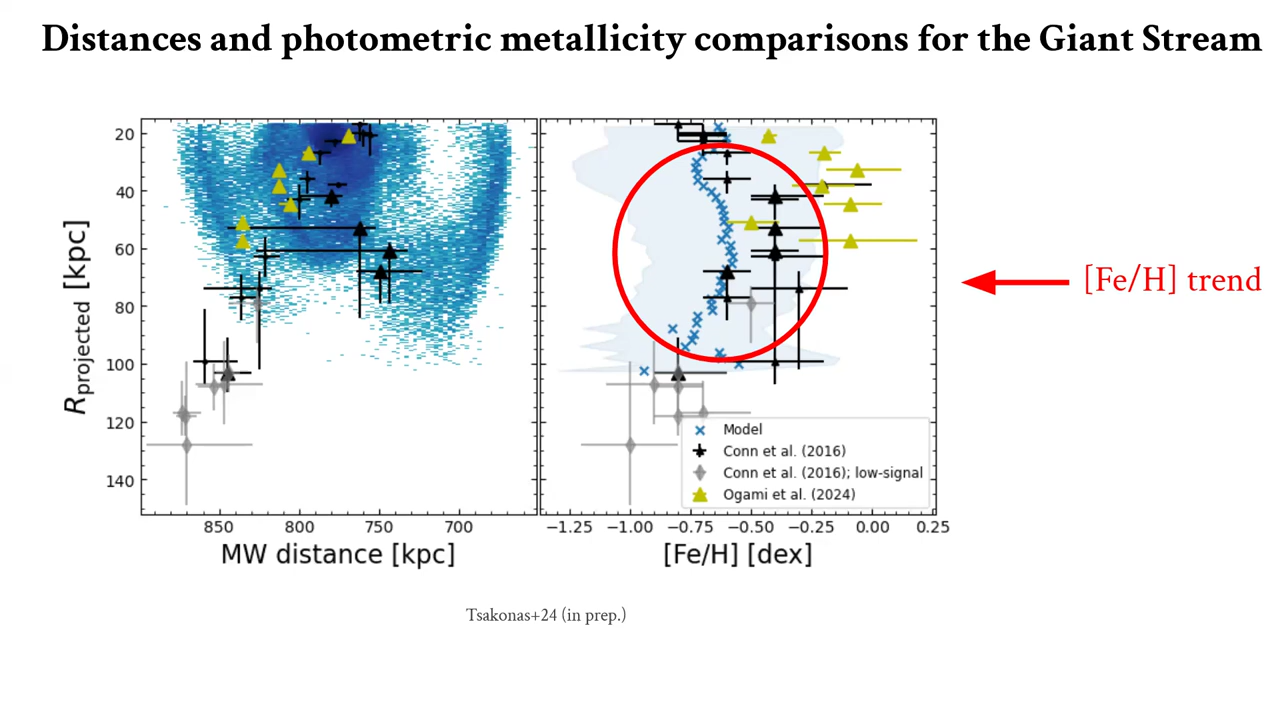 Distances and photometric metallicity comparisons for the Giant Stream
R projected [kpc]
20
40
60
80
100
120
140
850 800 750 700
MW distance [kpc]
−1.25 −1.00 −0.75 −0.50 −0.25 0.00 0.25
[Fe/H] [dex]
Model
Conn et al. (2016)
Conn et al. (2016); low-signal
Ogami et al. (2024)
[Fe/H] trend
Tsakonas+24 (in prep.)